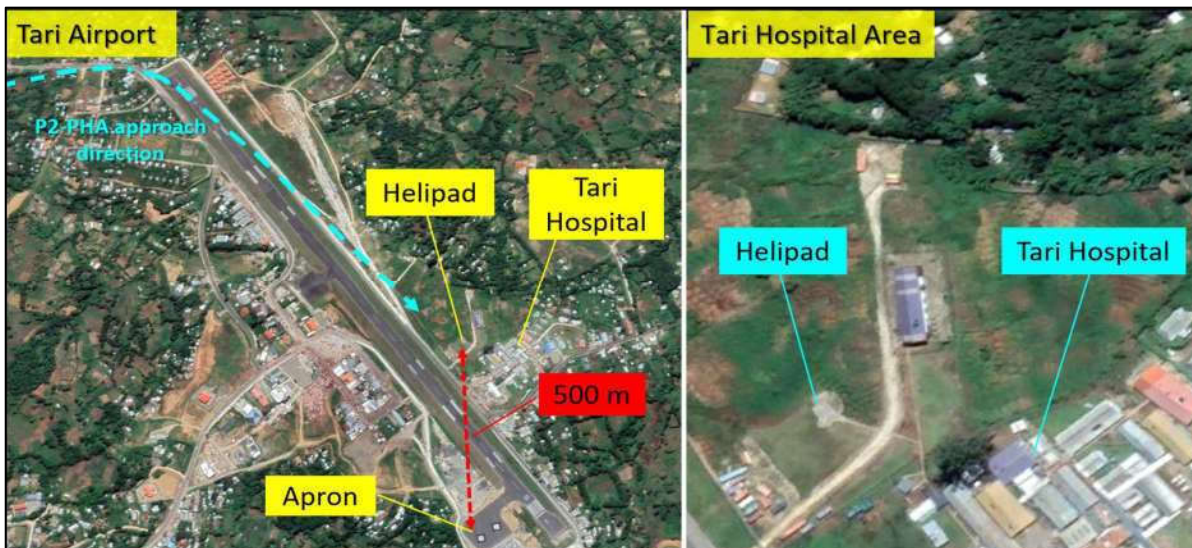 Tari Airport
P2-PHA approach
direction
Helipad
Tari
Hospital
500 m
Apron
Tari Hospital Area
Helipad
Tari Hospital